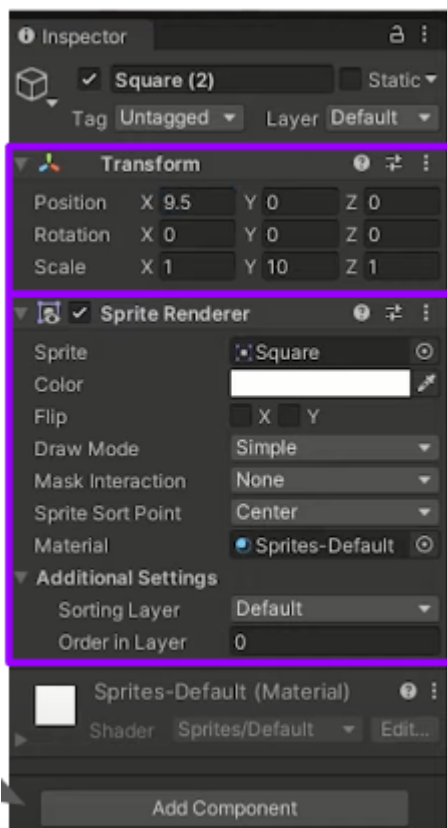 Inspector
Square (2) Static
Tag Untagged Layer Default
Transform
Position X 9.5 Y 0 Z 0
Rotation X 0 Y 0 Z 0
Scale X 1 Y 10 Z 1
Sprite Renderer
Sprite Square
Color
Flip X Y
Draw Mode Simple
Mask Interaction None
Sprite Sort Point Center
Material Sprites-Default
Additional Settings
Sorting Layer Default
Order in Layer 0
Sprites-Default (Material)
Shader Sprites/Default Edit...
Add Component